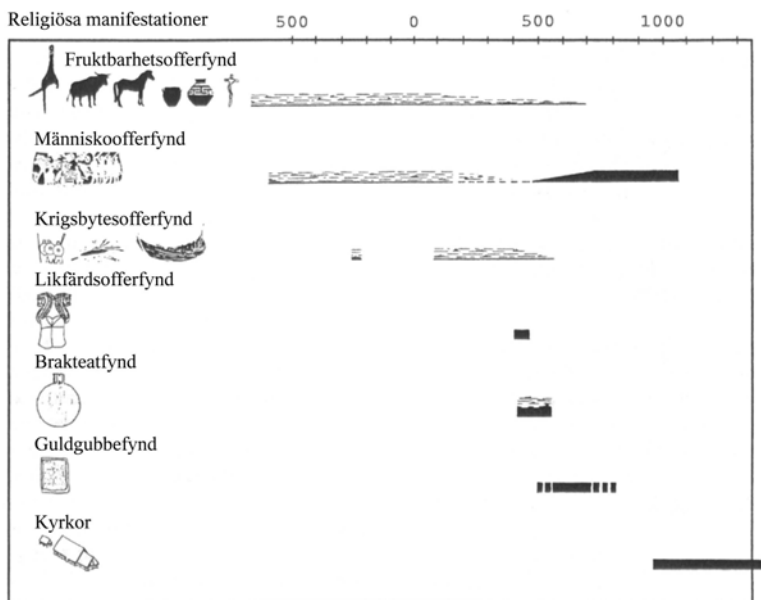 Religiösa manifestationer 500 0 500 1000
Fruktbarhetsofferfynd
Människoofferfynd
Krigsbytesofferfynd
Likfärdsofferfynd
Brakteatfynd
Guldgubbefynd
Kyrkor